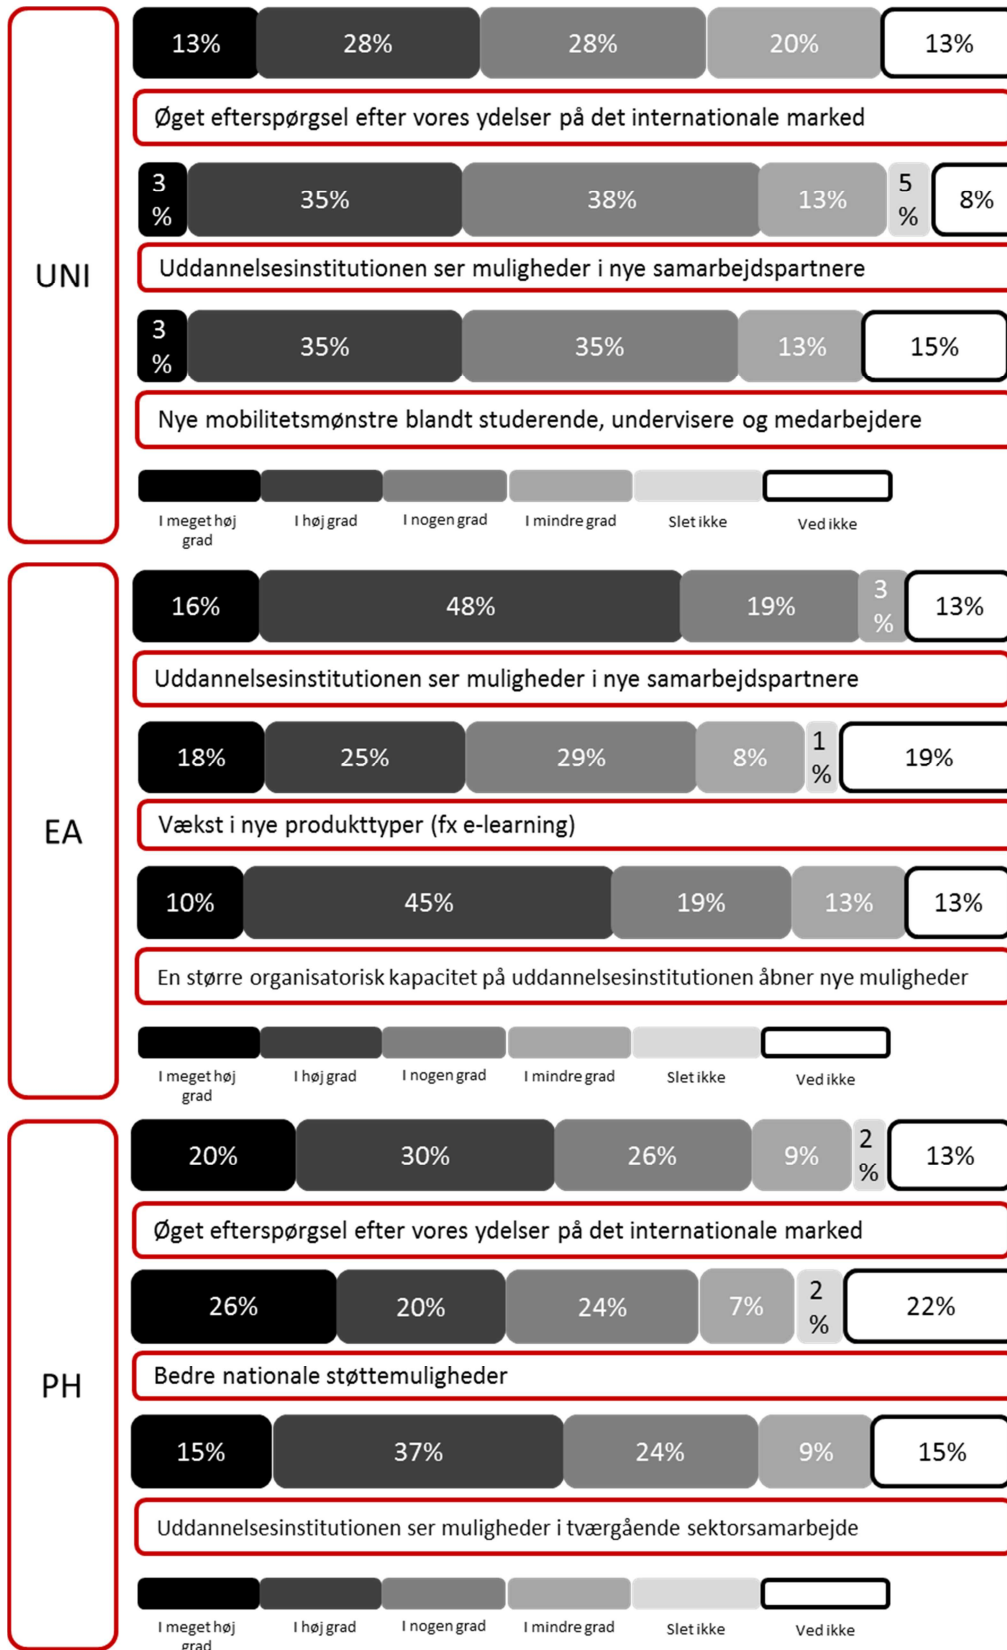 UNI
13% 28% 28% 20% 13%
Øget efterspørgsel efter vores ydelser på det internationale marked
3 % 35% 38% 13% 5 % 8%
Uddannelsesinstitutionen ser muligheder i nye samarbejdspartnere
3 % 35% 35% 13% 15%
Nye mobilitetsmønstre blandt studerende, undervisere og medarbejdere
I meget høj grad I høj grad I nogen grad I mindre grad Slet ikke Ved ikke
EA
16% 48% 19% 3 % 13%
Uddannelsesinstitutionen ser muligheder i nye samarbejdspartnere
18% 25% 29% 8% 1 % 19%
Vækst i nye produkttyper (fx e-learning)
10% 45% 19% 13% 13%
En større organisatorisk kapacitet på uddannelsesinstitutionen åbner nye muligheder
I meget høj grad I høj grad I nogen grad I mindre grad Slet ikke Ved ikke
PH
20% 30% 26% 9% 2 % 13%
Øget efterspørgsel efter vores ydelser på det internationale marked
26% 20% 24% 7% 2 % 22%
Bedre nationale støttemuligheder
15% 37% 24% 9% 15%
Uddannelsesinstitutionen ser muligheder i tværgående sektorsamarbejde
I meget høj grad I høj grad I nogen grad I mindre grad Slet ikke Ved ikke